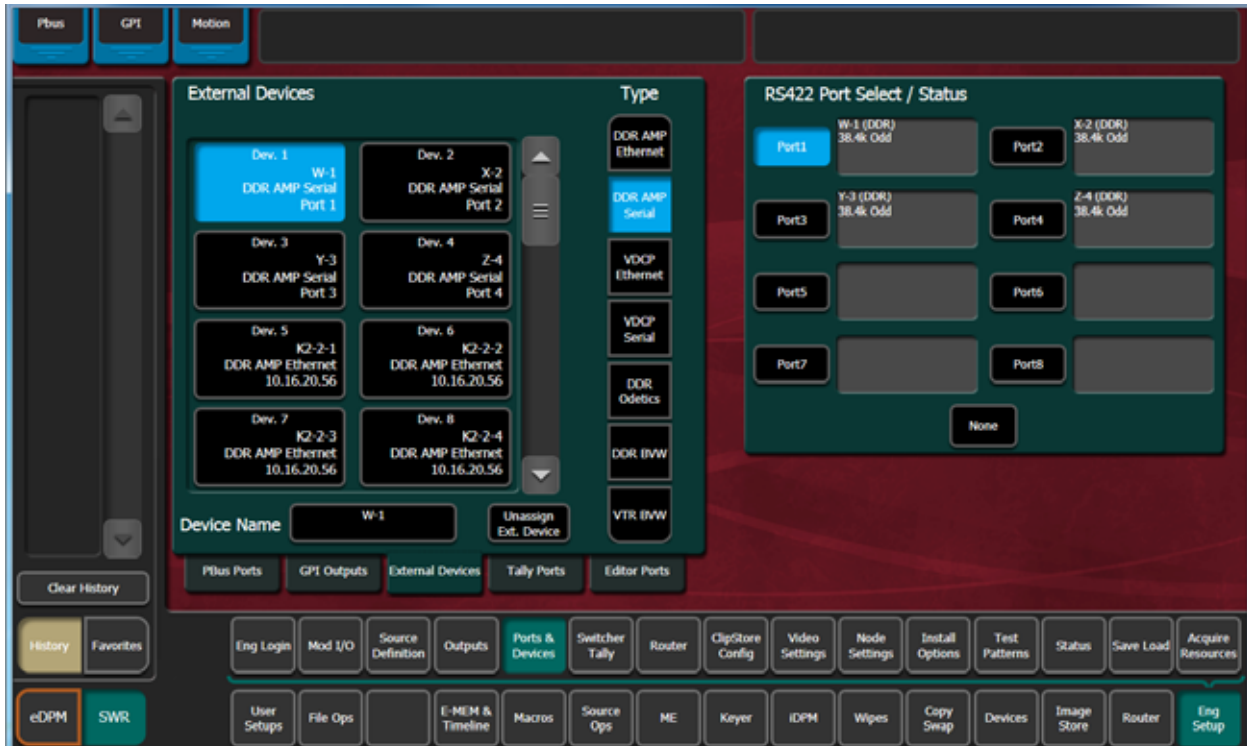 Pbus
GPI
Motion
External Devices
Type
Dev. 1
W-1
DDR AMP Serial
Port 1
Dev. 2
X-2
DDR AMP Serial
Port 2
Dev. 3
Y-3
DDR AMP Serial
Port 3
Dev. 4
Z-4
DDR AMP Serial
Port 4
Dev. 5
K2-2-1
DDR AMP Ethernet
10.16.20.56
Dev. 6
K2-2-2
DDR AMP Ethernet
10.16.20.56
Dev. 7
K2-2-3
DDR AMP Ethernet
10.16.20.56
Dev. 8
K2-2-4
DDR AMP Ethernet
10.16.20.56
DDR AMP
Ethernet
DDR AMP
Serial
VDCP
Ethernet
VDCP
Serial
DDR
Odetics
DDR BVW
VTR BVW
Device Name
W-1
Unassign
Ext. Device
RS422 Port Select / Status
Port1
W-1 (DDR)
38.4k Odd
Port2
X-2 (DDR)
38.4k Odd
Port3
Y-3 (DDR)
38.4k Odd
Port4
Z-4 (DDR)
38.4k Odd
Port5
Port6
Port7
Port8
None
PBus Ports
GPI Outputs
External Devices
Tally Ports
Editor Ports
Clear History
History
Favorites
Eng Login
Mod I/O
Source
Definition
Outputs
Ports &
Devices
Switcher
Tally
Router
ClipStore
Config
Video
Settings
Node
Settings
Install
Options
Test
Patterns
Status
Save Load
Acquire
Resources
eDPM
SWR
User
Setups
File Ops
E-MEM &
Timeline
Macros
Source
Ops
ME
Keyer
iDPM
Wipes
Copy
Swap
Devices
Image
Store
Router
Eng
Setup